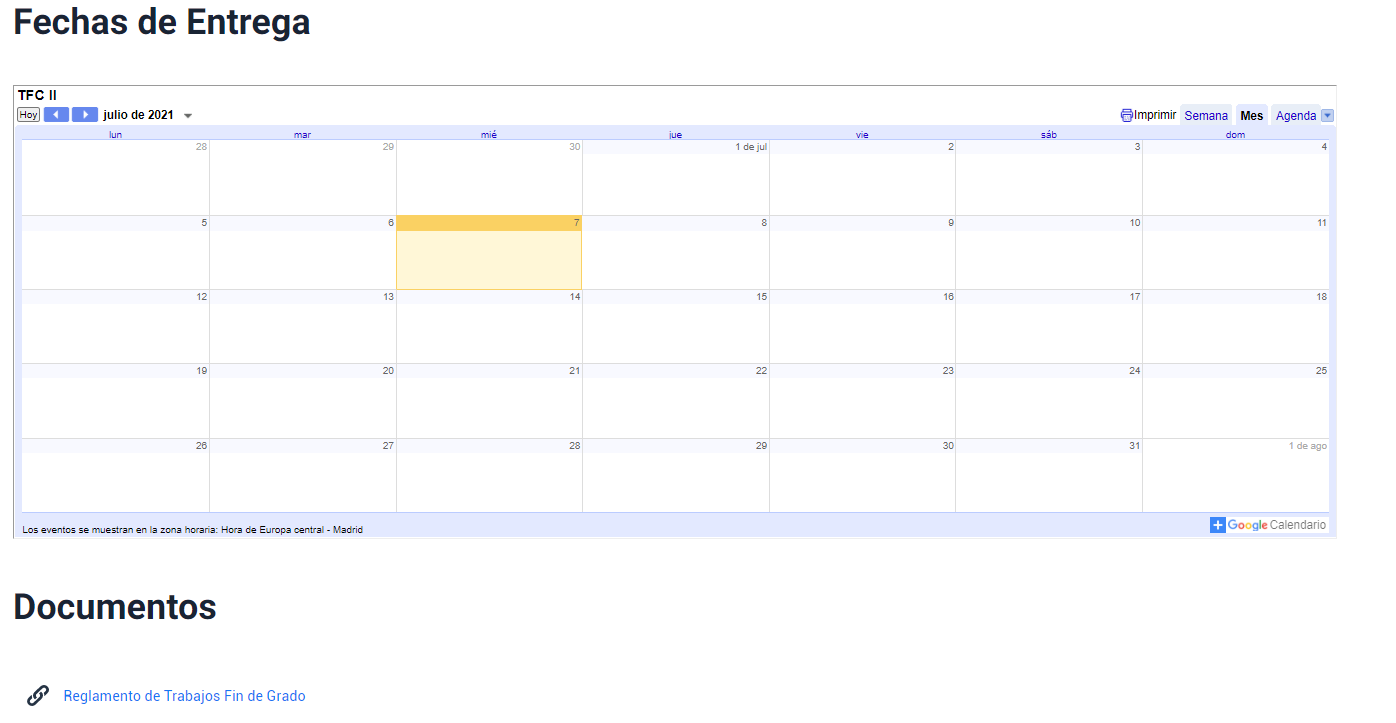 Fechas de Entrega
TFC II
Hoy julio de 2021 Imprimir Semana Mes Agenda
lun mar mié jue vie sáb dom
28 29 30 1 de jul 2 3 4
5 6 7 8 9 10 11
12 13 14 15 16 17 18
19 20 21 22 23 24 25
26 27 28 29 30 31 1 de ago
Los eventos se muestran en la zona horaria: Hora de Europa central - Madrid
Google Calendario
Documentos
Reglamento de Trabajos Fin de Grado